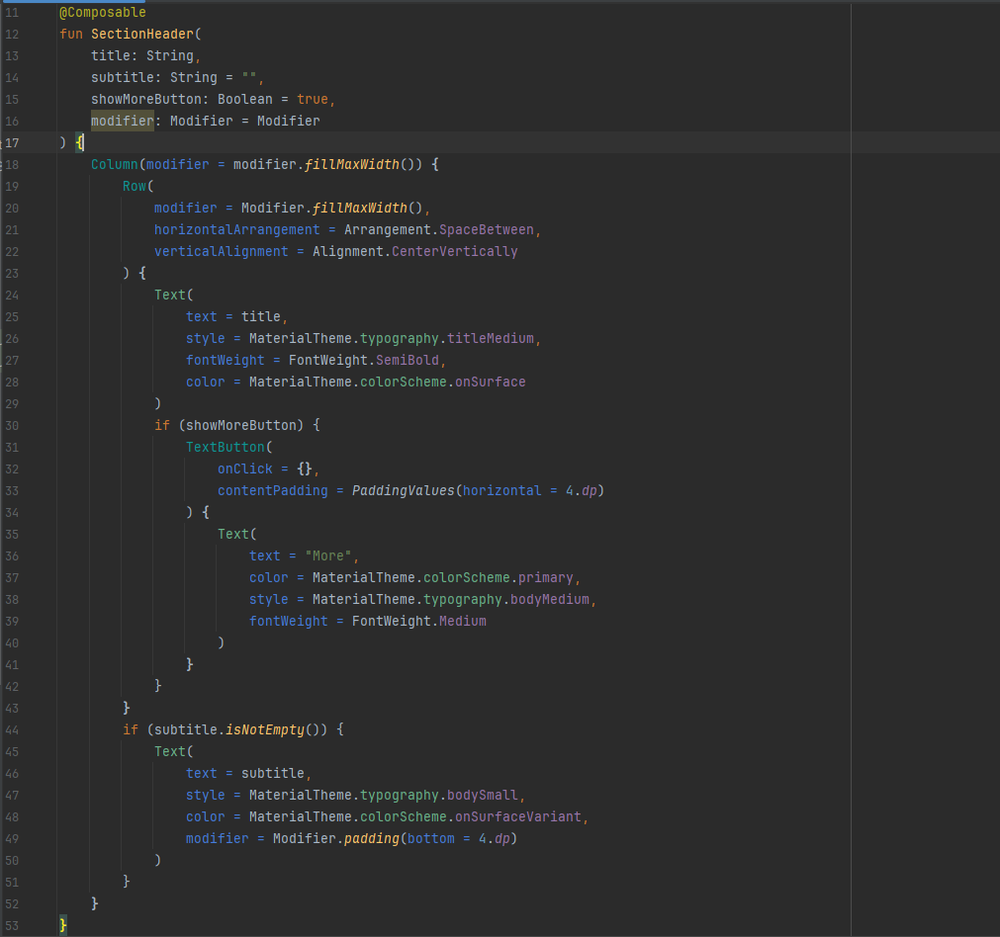 11 @Composable
12 fun SectionHeader(
13     title: String,
14     subtitle: String = "",
15     showMoreButton: Boolean = true,
16     modifier: Modifier = Modifier
17 ) {
18     Column(modifier = modifier.fillMaxWidth()) {
19         Row(
20             modifier = Modifier.fillMaxWidth(),
21             horizontalArrangement = Arrangement.SpaceBetween,
22             verticalAlignment = Alignment.CenterVertically
23         ) {
24             Text(
25                 text = title,
26                 style = MaterialTheme.typography.titleMedium,
27                 fontWeight = FontWeight.SemiBold,
28                 color = MaterialTheme.colorScheme.onSurface
29             )
30             if (showMoreButton) {
31                 TextButton(
32                     onClick = {},
33                     contentPadding = PaddingValues(horizontal = 4.dp)
34                 ) {
35                     Text(
36                         text = "More",
37                         color = MaterialTheme.colorScheme.primary,
38                         style = MaterialTheme.typography.bodyMedium,
39                         fontWeight = FontWeight.Medium
40                     )
41                 }
42             }
43         }
44         if (subtitle.isNotEmpty()) {
45             Text(
46                 text = subtitle,
47                 style = MaterialTheme.typography.bodySmall,
48                 color = MaterialTheme.colorScheme.onSurfaceVariant,
49                 modifier = Modifier.padding(bottom = 4.dp)
50             )
51         }
52     }
53 }